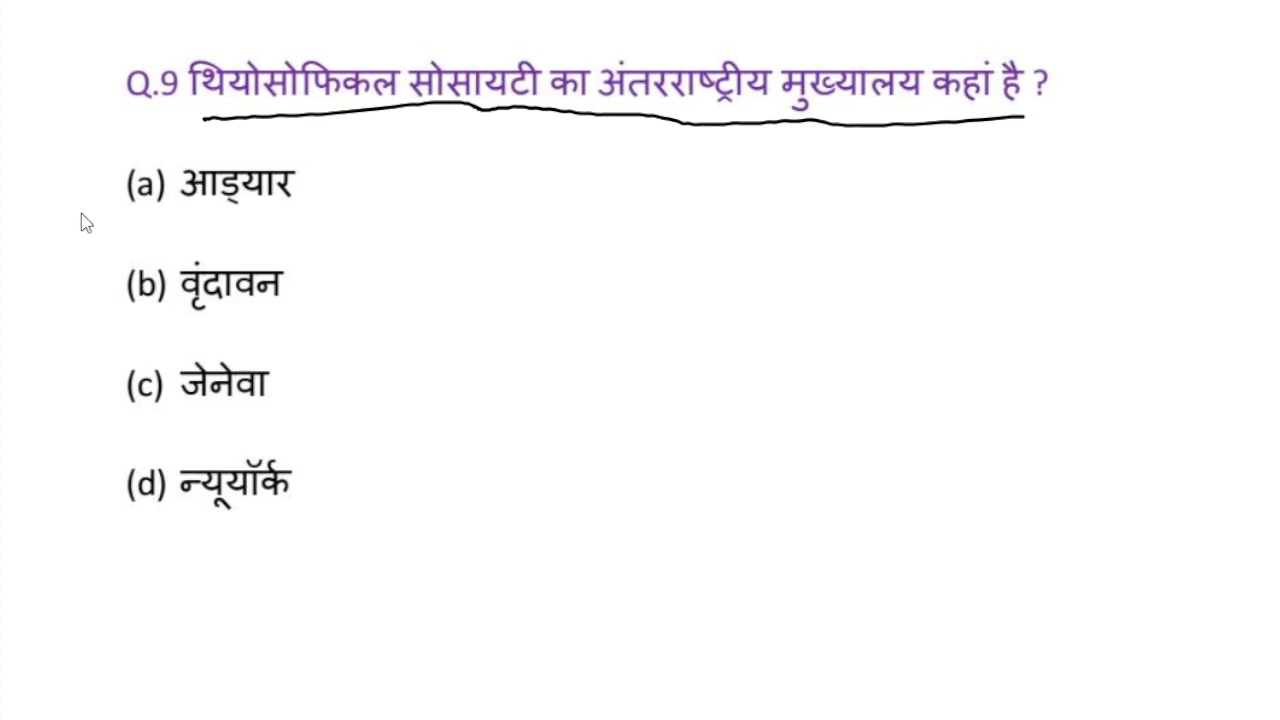 Q.9 थियोसोफिकल सोसायटी का अंतरराष्ट्रीय मुख्यालय कहां है ?
(a) आड्यार
(b) वृंदावन
(c) जेनेवा
(d) न्यूयॉर्क